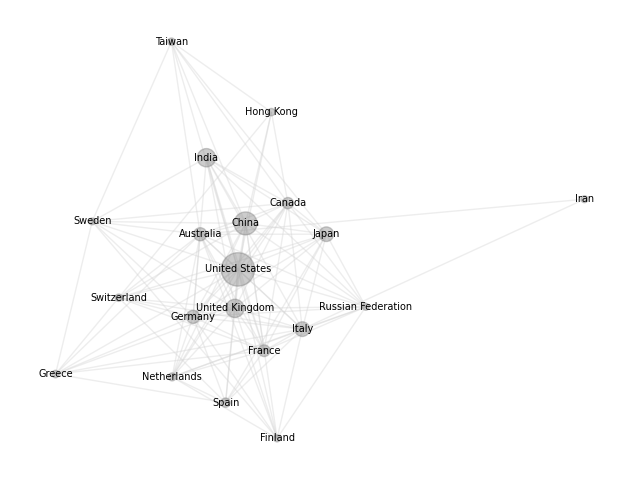 Taiwan
Hong Kong
India
Iran
Canada
Sweden
China
Australia
Japan
United States
Switzerland
United Kingdom
Russian Federation
Germany
Italy
France
Greece
Netherlands
Spain
Finland